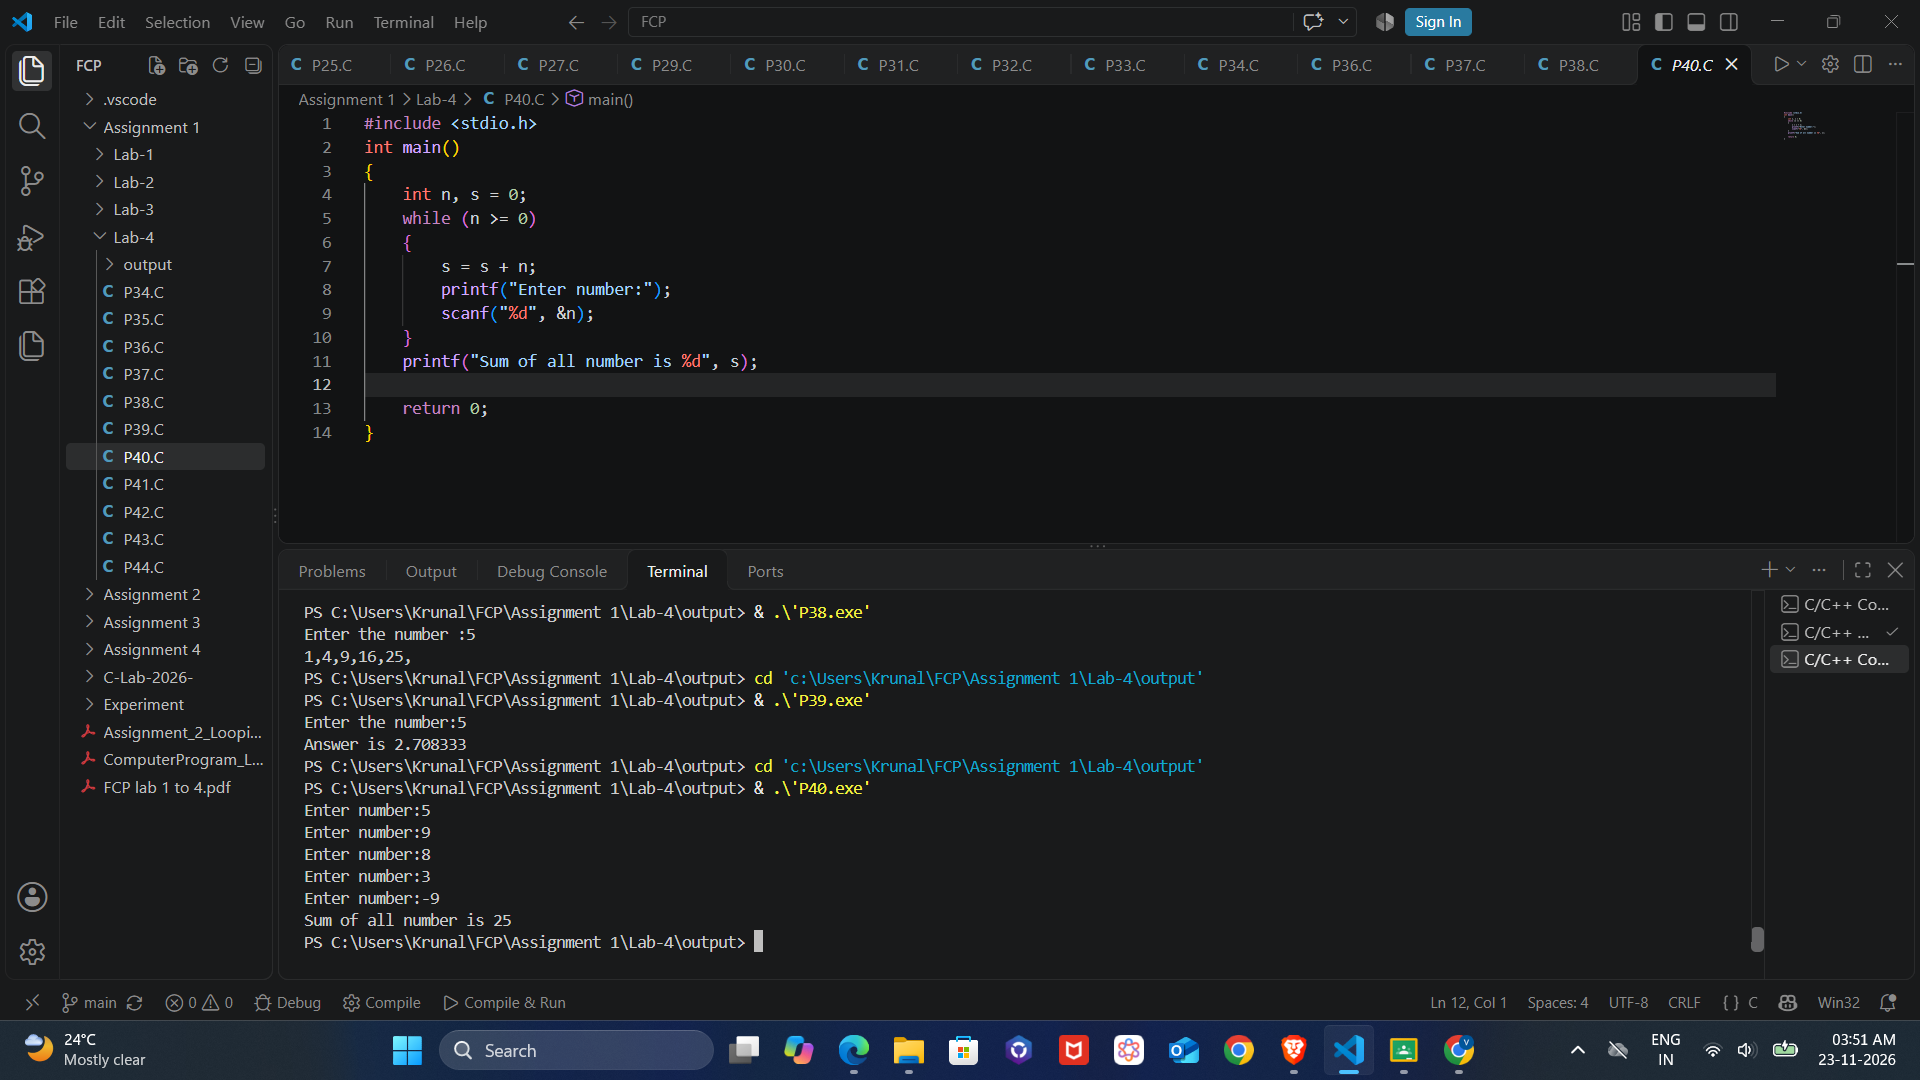 File Edit Selection View Go Run Terminal Help
FCP
Sign In
FCP
.vscode
Assignment 1
Lab-1
Lab-2
Lab-3
Lab-4
output
C P34.C
C P35.C
C P36.C
C P37.C
C P38.C
C P39.C
C P40.C
C P41.C
C P42.C
C P43.C
C P44.C
Assignment 2
Assignment 3
Assignment 4
C-Lab-2026-
Experiment
Assignment_2_Loopi...
ComputerProgram_L...
FCP lab 1 to 4.pdf
C P25.C C P26.C C P27.C C P29.C C P30.C C P31.C C P32.C C P33.C C P34.C C P36.C C P37.C C P38.C C P40.C
Assignment 1 > Lab-4 > C P40.C > main()
1 #include <stdio.h>
2 int main()
3 {
4 int n, s = 0;
5 while (n >= 0)
6 {
7 s = s + n;
8 printf("Enter number:");
9 scanf("%d", &n);
10 }
11 printf("Sum of all number is %d", s);
12
13 return 0;
14 }
Problems Output Debug Console Terminal Ports
PS C:\Users\Krunal\FCP\Assignment 1\Lab-4\output> & .\'P38.exe'
Enter the number :5
1,4,9,16,25,
PS C:\Users\Krunal\FCP\Assignment 1\Lab-4\output> cd 'c:\Users\Krunal\FCP\Assignment 1\Lab-4\output'
PS C:\Users\Krunal\FCP\Assignment 1\Lab-4\output> & .\'P39.exe'
Enter the number:5
Answer is 2.708333
PS C:\Users\Krunal\FCP\Assignment 1\Lab-4\output> cd 'c:\Users\Krunal\FCP\Assignment 1\Lab-4\output'
PS C:\Users\Krunal\FCP\Assignment 1\Lab-4\output> & .\'P40.exe'
Enter number:5
Enter number:9
Enter number:8
Enter number:3
Enter number:-9
Sum of all number is 25
PS C:\Users\Krunal\FCP\Assignment 1\Lab-4\output>
C/C++ Co...
C/C++ ...
C/C++ Co...
main 0 0 Debug Compile Compile & Run
Ln 12, Col 1 Spaces: 4 UTF-8 CRLF {} C Win32
24°C
Mostly clear
Search
ENG
IN
03:51 AM
23-11-2026